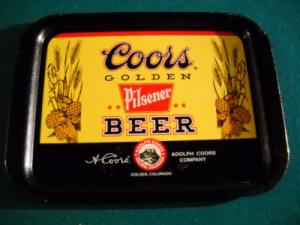 Coors
GOLDEN
Pilsener
BEER
A Coors
ADOLPH COORS
COMPANY
GOLDEN, COLORADO